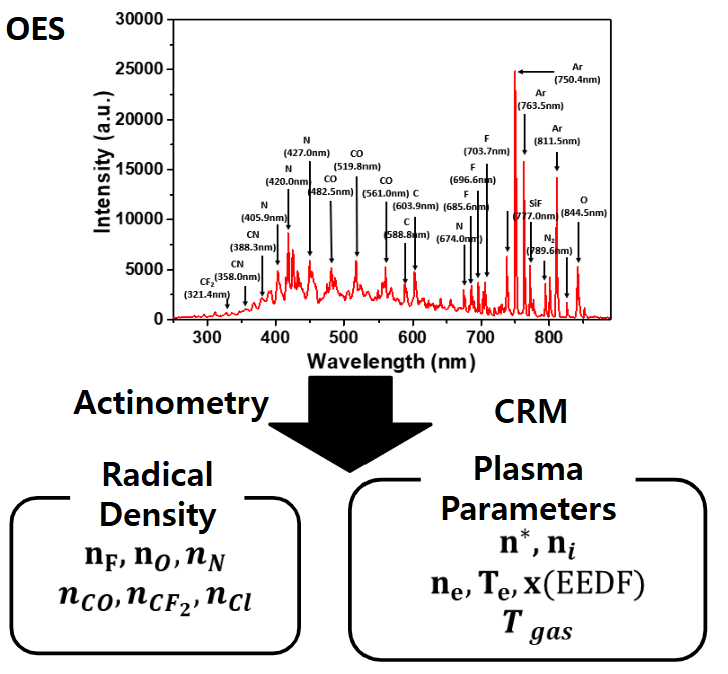 OES
30000
25000
20000
15000
10000
5000
0
Intensity (a.u.)
CF2
(321.4nm)
CN
(358.0nm)
CN
(388.3nm)
N
(405.9nm)
N
(420.0nm)
N
(427.0nm)
CO
(482.5nm)
CO
(519.8nm)
CO
(561.0nm)
C
(588.8nm)
C
(603.9nm)
N
(674.0nm)
F
(685.6nm)
F
(696.6nm)
F
(703.7nm)
Ar
(750.4nm)
Ar
(763.5nm)
Ar
(811.5nm)
SiF
(777.0nm)
N2
(789.6nm)
O
(844.5nm)
300 400 500 600 700 800
Wavelength (nm)
Actinometry
CRM
Radical
Density
nF, nO, nN
nCO, nCF2, nCl
Plasma
Parameters
n*, ni
ne, Te, x(EEDF)
T gas